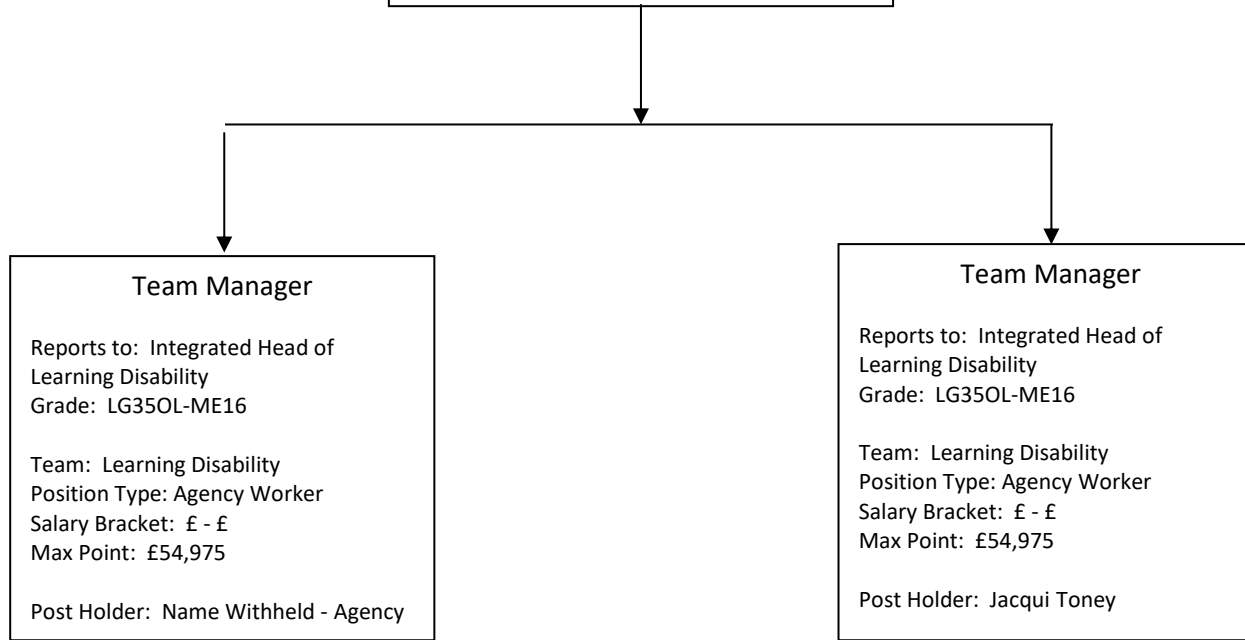 Team Manager
Reports to: Integrated Head of
Learning Disability
Grade: LG35OL-ME16
Team: Learning Disability
Position Type: Agency Worker
Salary Bracket: £ - £
Max Point: £54,975
Post Holder: Name Withheld - Agency
Team Manager
Reports to: Integrated Head of
Learning Disability
Grade: LG35OL-ME16
Team: Learning Disability
Position Type: Agency Worker
Salary Bracket: £ - £
Max Point: £54,975
Post Holder: Jacqui Toney